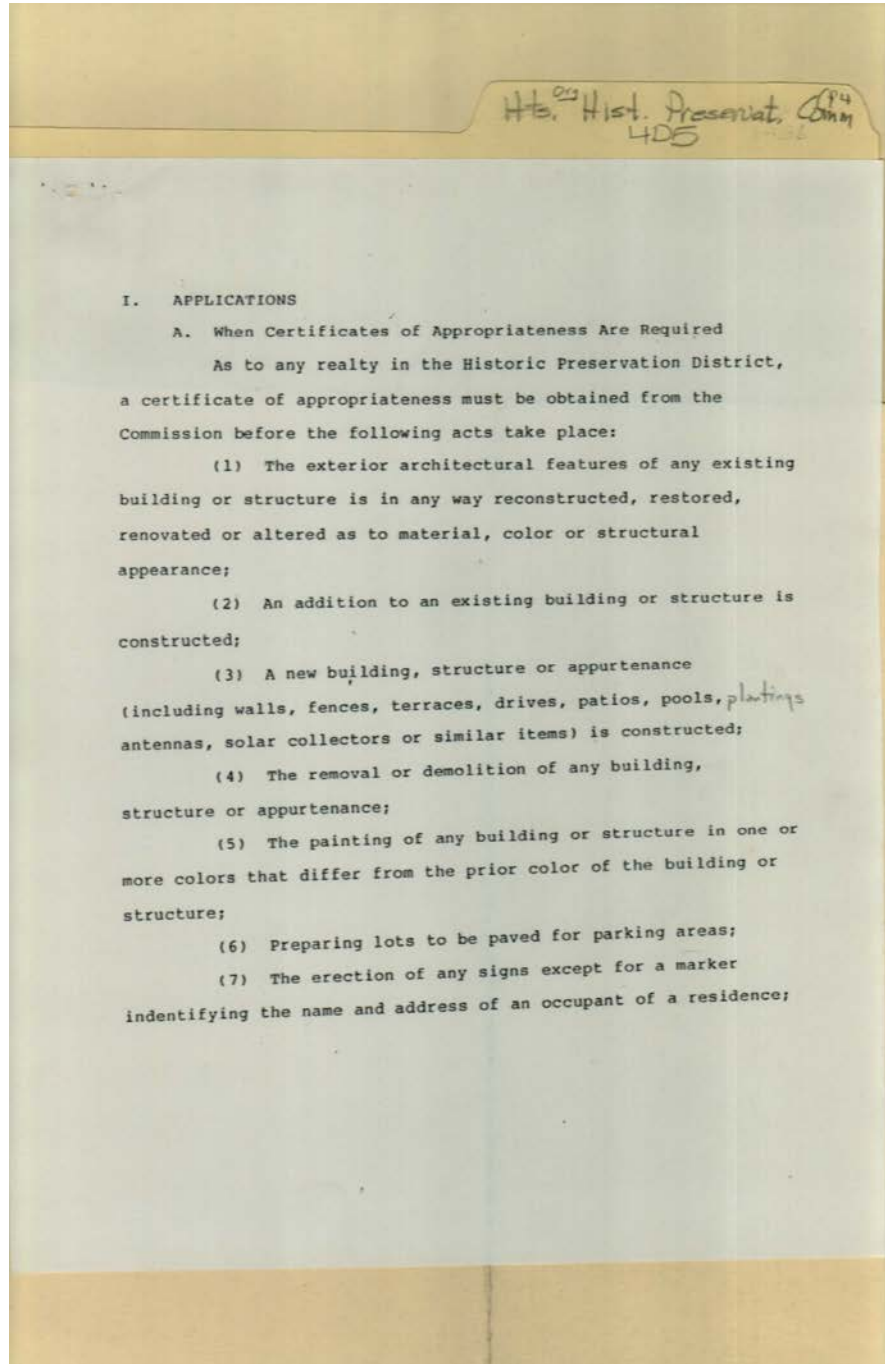 Hts. Org Hist. Preservat. Comm
4D5
I. APPLICATIONS
A. When Certificates of Appropriateness Are Required
As to any realty in the Historic Preservation District,
a certificate of appropriateness must be obtained from the
Commission before the following acts take place:
(1) The exterior architectural features of any existing
building or structure is in any way reconstructed, restored,
renovated or altered as to material, color or structural
appearance;
(2) An addition to an existing building or structure is
constructed;
(3) A new building, structure or appurtenance
(including walls, fences, terraces, drives, patios, pools, plantings
antennas, solar collectors or similar items) is constructed;
(4) The removal or demolition of any building,
structure or appurtenance;
(5) The painting of any building or structure in one or
more colors that differ from the prior color of the building or
structure;
(6) Preparing lots to be paved for parking areas;
(7) The erection of any signs except for a marker
indentifying the name and address of an occupant of a residence;